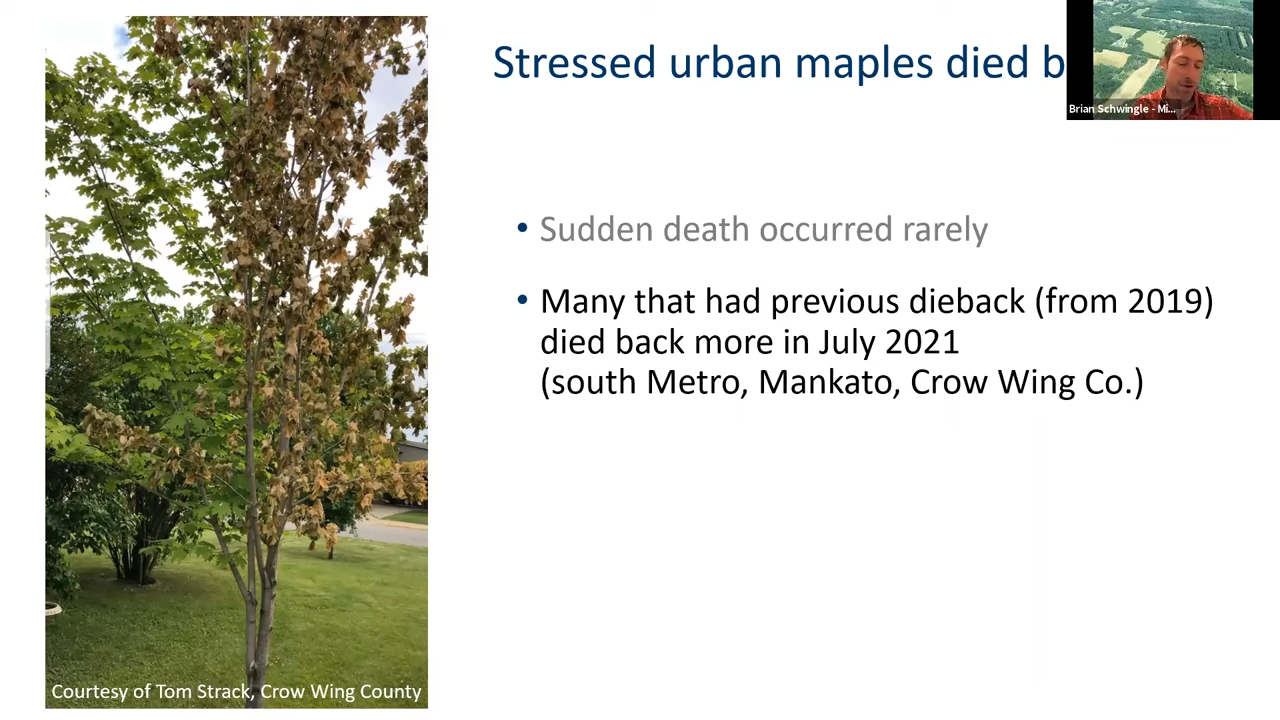 Stressed urban maples died b
Brian Schwingle - Mi...
• Sudden death occurred rarely
• Many that had previous dieback (from 2019)
died back more in July 2021
(south Metro, Mankato, Crow Wing Co.)
Courtesy of Tom Strack, Crow Wing County